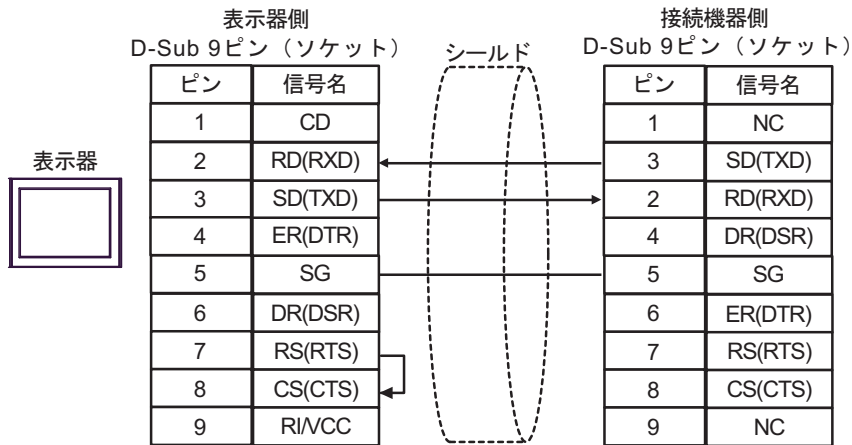 表示器側
D-Sub 9ピン（ソケット）
シールド
接続機器側
D-Sub 9ピン（ソケット）
表示器
ピン 信号名
1 CD
2 RD(RXD)
3 SD(TXD)
4 ER(DTR)
5 SG
6 DR(DSR)
7 RS(RTS)
8 CS(CTS)
9 RI/VCC
ピン 信号名
1 NC
3 SD(TXD)
2 RD(RXD)
4 DR(DSR)
5 SG
6 ER(DTR)
7 RS(RTS)
8 CS(CTS)
9 NC